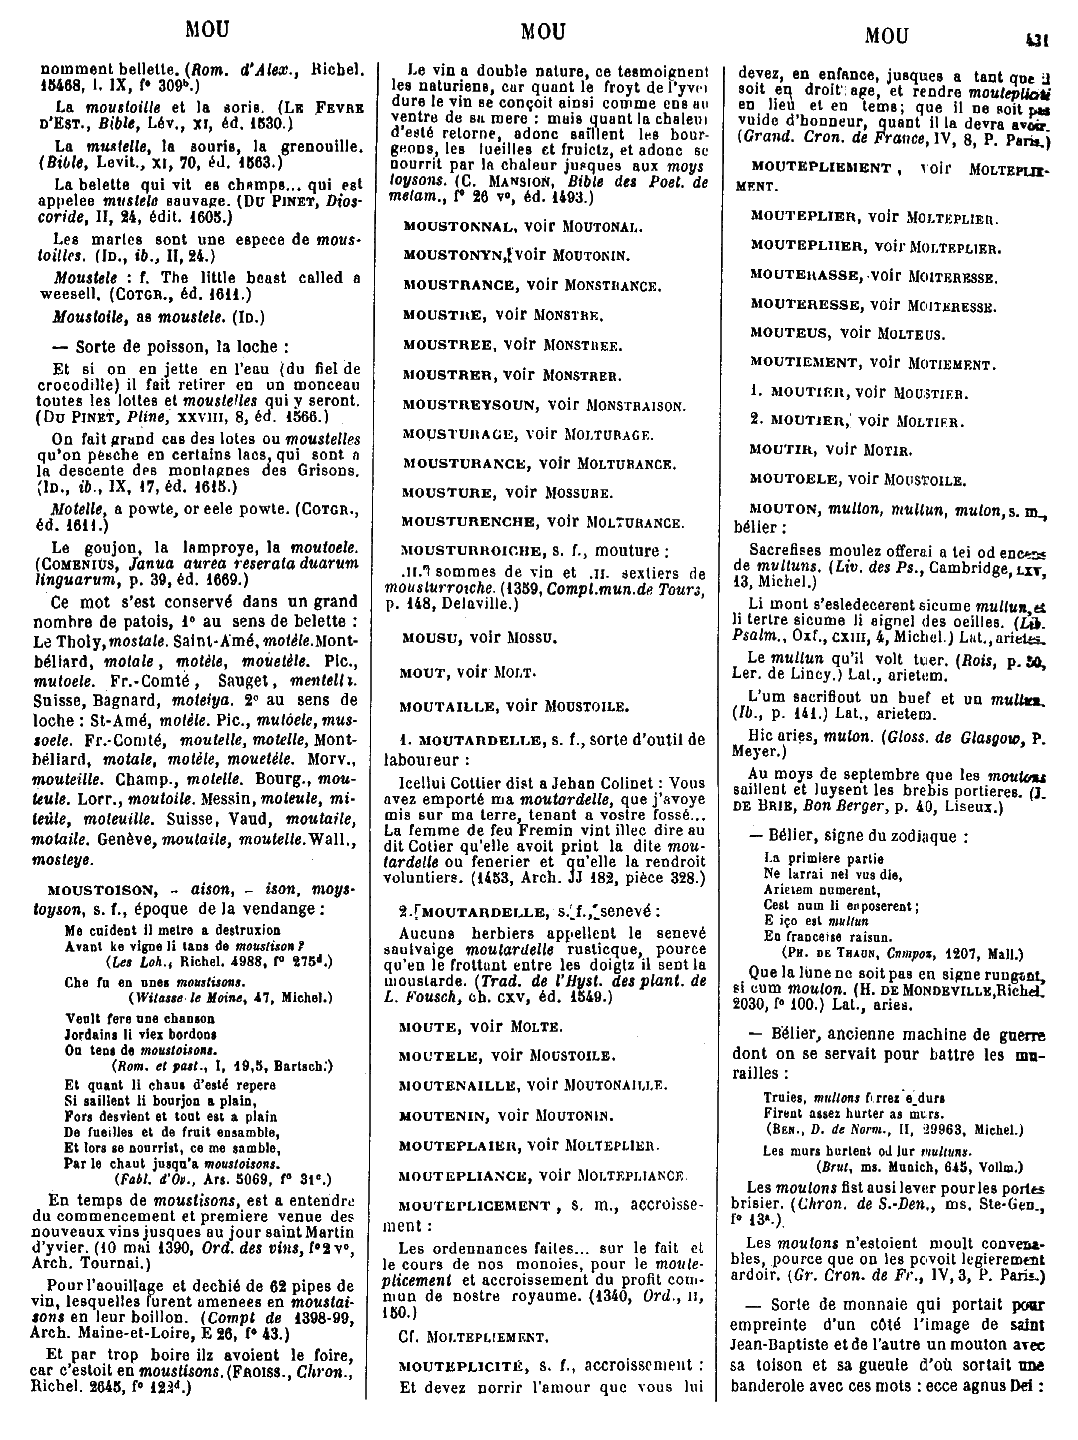 MOU
MOU
MOU
431
nomment bellette. (Rom. d'Alex., Richel.
15468, l. IX, f° 309b.)
La moustoille et la soris. (LE FEVRE
D'EST., Bible, Lév., XI, éd. 1530.)
La mustelle, la souris, la grenouille.
(Bible, Levit., XI, 70, éd. 1563.)
La belette qui vit es champs... qui est
appelee mustele sauvage. (DU PINET, Dios-
coride, II, 24, édit. 1605.)
Les martes sont une espece de mous-
toilles. (ID., ib., II, 24.)
Moustele : f. The little beast called a
weesell. (COTGR., éd. 1611.)
Moustoile, as moustele. (ID.)
— Sorte de poisson, la loche :
Et si on en jette en l'eau (du fiel de
crocodille) il fait retirer en un monceau
toutes les lottes et moustelles qui y seront.
(DU PINET, Pline, XXVIII, 8, éd. 1566.)
On fait grand cas des lotes ou moustelles
qu'on pesche en certains lacs, qui sont a
la descente des montagnes des Grisons.
(ID., ib., IX, 17, éd. 1615.)
Motelle, a powte, or eele powte. (COTGR.,
éd. 1611.)
Le goujon, la lamproye, la moutoele.
(COMENIUS, Janua aurea reserata duarum
linguarum, p. 39, éd. 1669.)
Ce mot s'est conservé dans un grand
nombre de patois, 1° au sens de belette :
Le Tholy, mostale. Saint-Amé, motéle. Mont-
béliard, motale, motèle, mouetèle. Pic.,
mutoele. Fr.-Comté, Sauget, mentelle.
Suisse, Bagnard, moteiya. 2° au sens de
loche : St-Amé, motéle. Pic., mutóele, mus-
soele. Fr.-Comté, moutelle, motelle, Mont-
béliard, motale, motèle, mouetéle. Morv.,
mouteille. Champ., motelle. Bourg., mou-
teule. Lorr., moutoile. Messin, moteule, mi-
teùle, moteuille. Suisse, Vaud, moutaile,
motaile. Genève, moutaile, moutelle. Wall.,
mosteye.
MOUSTOISON, - aison, - ison, moys-
toyson, s. f., époque de la vendange :
Me cuident il metre a destruxion
Avant ke vigne li tans de moustison ?
(Les Loh., Richel. 4988, f° 275d.)
Che fu en unes moustisons.
(Witasse le Moine, 47, Michel.)
Veult fere une chanson
Jordains li viex bordons
Ou tens de moustoisons.
(Rom. et past., I, 19,5, Bartsch.)
Et quant li chaus d'esté repere
Si saillent li bourjon a plain,
Fors desvient et tout est a plain
De fueilles et de fruit ensamble,
Et lors se nourrist, ce me samble,
Par le chaut jusqu'a moustoisons.
(Fabl. d'Ov., Ars. 5069, f° 31c.)
En temps de moustisons, est a entendre
du commencement et premiere venue des
nouveaux vins jusques au jour saint Martin
d'yvier. (10 mai 1390, Ord. des vins, f° 2 v°,
Arch. Tournai.)
Pour l'aouillage et dechié de 62 pipes de
vin, lesquelles furent amenees en moustai-
sons en leur boillon. (Compt de 1398-99,
Arch. Maine-et-Loire, E 26, f° 43.)
Et par trop boire ilz avoient le foire,
car c'estoit en moustisons. (FROISS., Chron.,
Richel. 2645, f° 122d.)
Le vin a double nature, ce tesmoignent
les naturiens, car quant le froyt de l'yver
dure le vin se conçoit ainsi comme ens au
ventre de sa mere : mais quant la chaleur
d'esté retorne, adonc saillent les bour-
geons, les fueilles et fruictz, et adonc se
nourrit par la chaleur jusques aux moys
toysons. (C. MANSION, Bible des Poet. de
metam., f° 26 v°, éd. 1493.)
MOUSTONNAL, voir MOUTONAL.
MOUSTONYN, voir MOUTONIN.
MOUSTRANCE, voir MONSTRANCE.
MOUSTRE, voir MONSTRE.
MOUSTREE, voir MONSTREE.
MOUSTRER, voir MONSTRER.
MOUSTREYSOUN, voir MONSTRAISON.
MOUSTURAGE, voir MOLTURAGE.
MOUSTURANCE, voir MOLTURANCE.
MOUSTURE, voir MOSSURE.
MOUSTURENCHE, voir MOLTURANCE.
MOUSTURROICHE, s. f., mouture :
.II. sommes de vin et .II. sextiers de
mousturroiche. (1359, Compl. mun. de Tours,
p. 148, Delaville.)
MOUSU, voir MOSSU.
MOUT, voir MOLT.
MOUTAILLE, voir MOUSTOILE.
1. MOUTARDELLE, s. f., sorte d'outil de
laboureur :
Icellui Cottier dist a Jehan Colinet : Vous
avez emporté ma moutardelle, que j'avoye
mis sur ma terre, tenant a vostre fossé...
La femme de feu Fremin vint illec dire au
dit Cotier qu'elle avoit print la dite mou-
tardelle ou fenerier et qu'elle la rendroit
voluntiers. (1453, Arch. JJ 182, pièce 328.)
2. MOUTARDELLE, s. f., senevé :
Aucuns herbiers appellent le senevé
sautvaige moutardelle rusticque, pource
qu'en le frottant entre les doigtz il sent la
moustarde. (Trad. de l'Hyst. des plant. de
L. Fousch, ch. CXV, éd. 1549.)
MOUTE, voir MOLTE.
MOUTELE, voir MOUSTOILE.
MOUTENAILLE, voir MOUTONAILLE.
MOUTENIN, voir MOUTONIN.
MOUTEPLAIER, voir MOLTEPLIER.
MOUTEPLIANCE, voir MOLTEPLIANCE.
MOUTEPLICEMENT, s. m., accroisse-
ment :
Les ordennances faites... sur le fait et
le cours de nos monoies, pour le moute-
plicement et accroissement du profit com-
mun de nostre royaume. (1340, Ord., II,
150.)
Cf. MOLTEPLIEMENT.
MOUTEPLICITÉ, s. f., accroissement :
Et devez norrir l'amour que vous lui
devez, en enfance, jusques a tant que il
soit en droit age, et rendre mouteplicité
en lieu et en tems; que il ne soit pas
vuide d'honneur, quant il la devra avoir.
(Grand. Cron. de France, IV, 8, P. Paris.)
MOUTEPLIEMENT, voir MOLTEPLIE-
MENT.
MOUTEPLIER, voir MOLTEPLIER.
MOUTEPLIIER, voir MOLTEPLIER.
MOUTERASSE, voir MOITERESSE.
MOUTERESSE, voir MOITERESSE.
MOUTEUS, voir MOLTEUS.
MOUTIEMENT, voir MOTIEMENT.
1. MOUTIER, voir MOUSTIER.
2. MOUTIER, voir MOLTIER.
MOUTIR, voir MOTIR.
MOUTOELE, voir MOUSTOILE.
MOUTON, multon, mullun, muton, s. m.,
bélier :
Sacrefises moulez offerai a tei od encens
de multuns. (Liv. des Ps., Cambridge, LXV,
13, Michel.)
Li mont s'esledecerent sicume multun, et
li tertre sicume li aignel des oeilles. (Lib.
Psalm., Oxf., CXIII, 4, Michel.) Lat., arietes.
Le multun qu'il volt tuer. (Rois, p. 50,
Ler. de Lincy.) Lat., arietem.
L'um sacrifiout un buef et un multun.
(Ib., p. 141.) Lat., arietem.
Hic aries, muton. (Gloss. de Glasgow, P.
Meyer.)
Au moys de septembre que les moutons
saillent et luysent les brebis portieres. (J.
DE BRIE, Bon Berger, p. 40, Liseux.)
— Bélier, signe du zodiaque :
La primiere partie
Ne larrai nel vus die,
Arietem numerent,
Cest num li enposerent ;
E iço est multun
En franceise raisun.
(PH. DE THAUN, Compoz, 1207, Mall.)
Que la lune ne soit pas en signe rungant,
si cum mouton. (H. DE MONDEVILLE, Richel.
2030, f° 100.) Lat., aries.
— Bélier, ancienne machine de guerre
dont on se servait pour battre les mu-
railles :
Truies, multons ferrez e durs
Firent assez hurter as murs.
(BEN., D. de Norm., II, 29963, Michel.)
Les murs hurtent od lur multuns.
(Brut, ms. Munich, 645, Vollm.)
Les moutons fist ausi lever pour les portes
brisier. (Chron. de S.-Den., ms. Ste-Gen.,
f° 13a.)
Les moutons n'estoient moult convena-
bles, pource que on les povoit legierement
ardoir. (Gr. Cron. de Fr., IV, 3, P. Paris.)
— Sorte de monnaie qui portait pour
empreinte d'un côté l'image de saint
Jean-Baptiste et de l'autre un mouton avec
sa toison et sa gueule d'où sortait une
banderole avec ces mots : ecce agnus Dei :